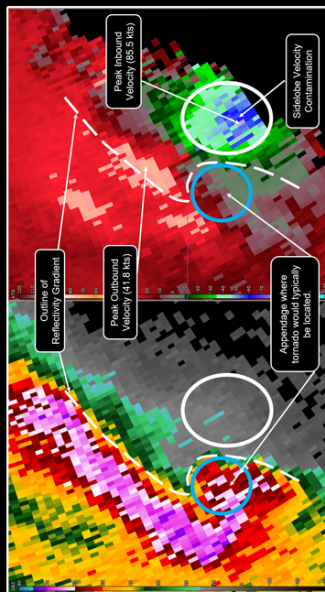 Outline of
Reflectivity Gradient
Peak Outbound
Velocity (41.8 kts)
Peak Inbound
Velocity (85.5 kts)
Appendage where
tornado would typically
be located.
Sidelobe Velocity
Contamination